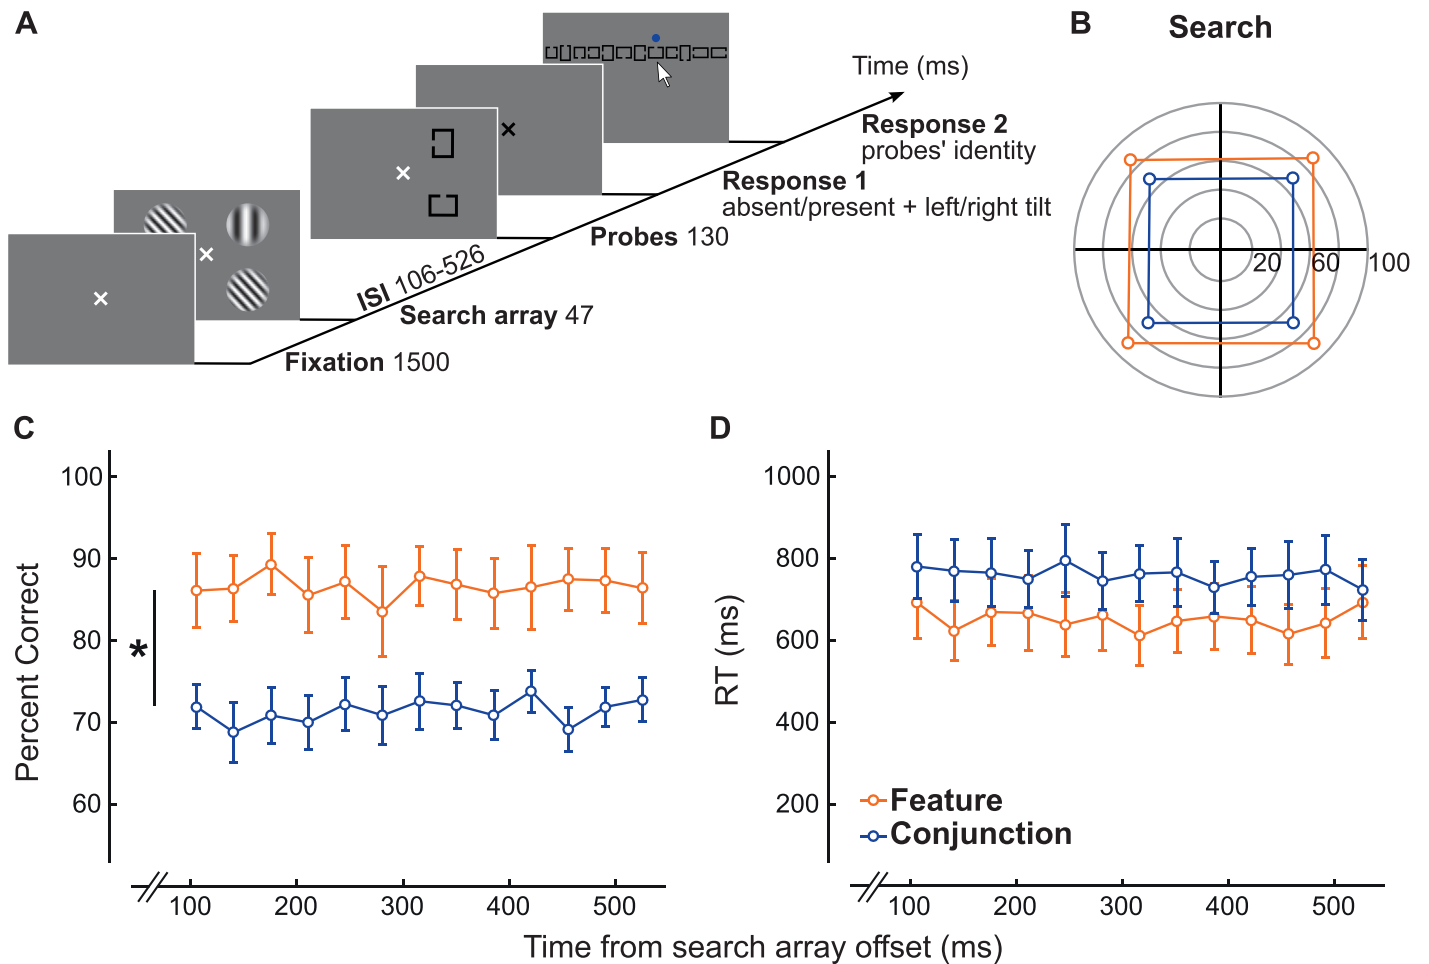 A
Time (ms)
Response 2
probes' identity
Response 1
absent/present + left/right tilt
Probes 130
ISI 106-526
Search array 47
Fixation 1500
B
Search
20 60 100
C
100
90
80
70
60
Percent Correct
*
100 200 300 400 500
D
1000
800
600
400
200
RT (ms)
Feature
Conjunction
100 200 300 400 500
Time from search array offset (ms)